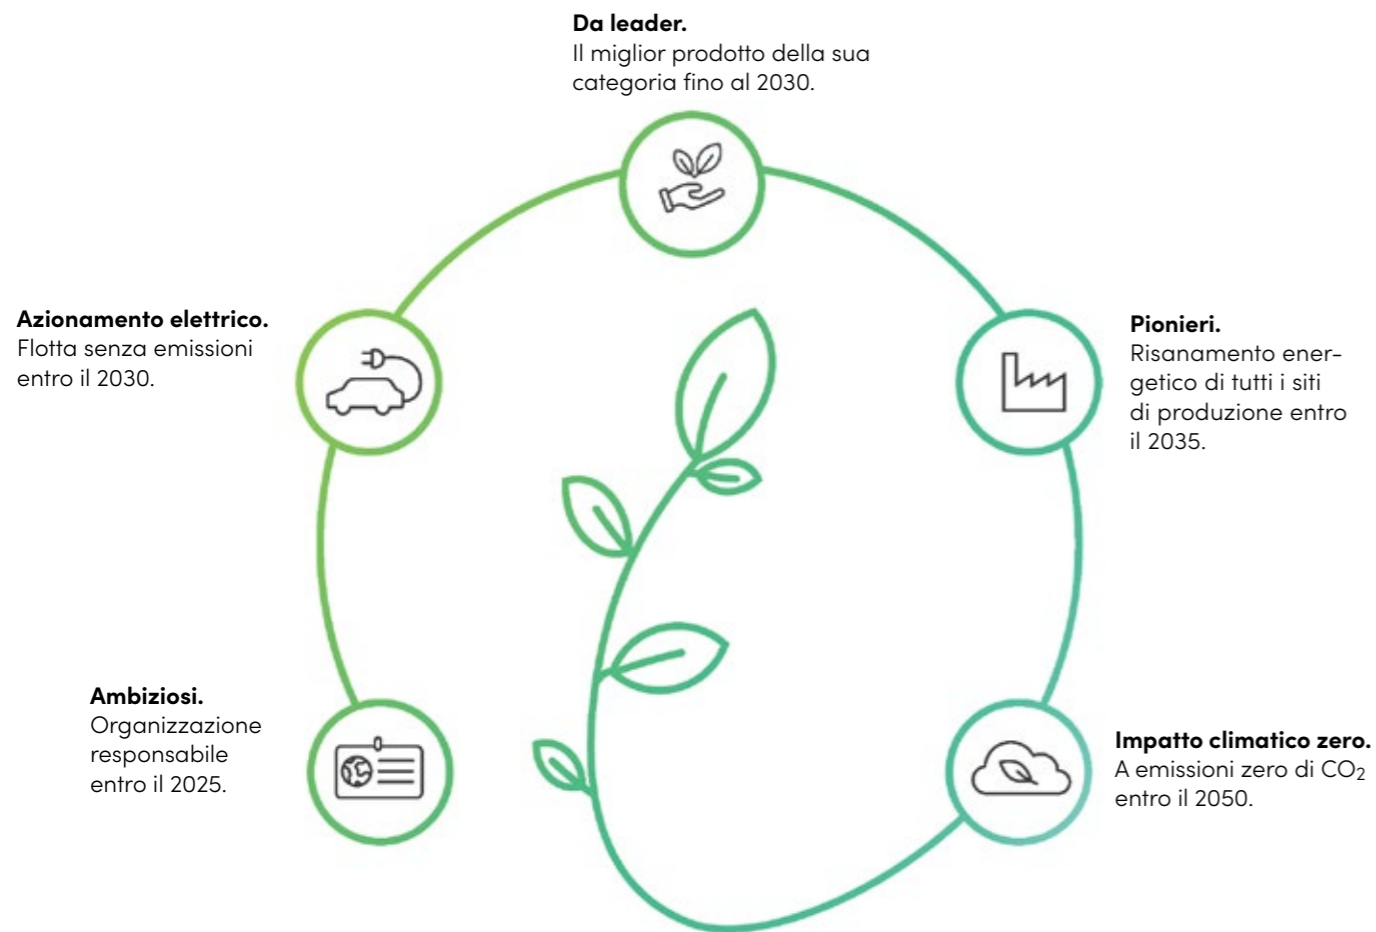 Da leader.
Il miglior prodotto della sua
categoria fino al 2030.
Azionamento elettrico.
Flotta senza emissioni
entro il 2030.
Pionieri.
Risanamento ener-
getico di tutti i siti
di produzione entro
il 2035.
Ambiziosi.
Organizzazione
responsabile
entro il 2025.
Impatto climatico zero.
A emissioni zero di CO₂
entro il 2050.